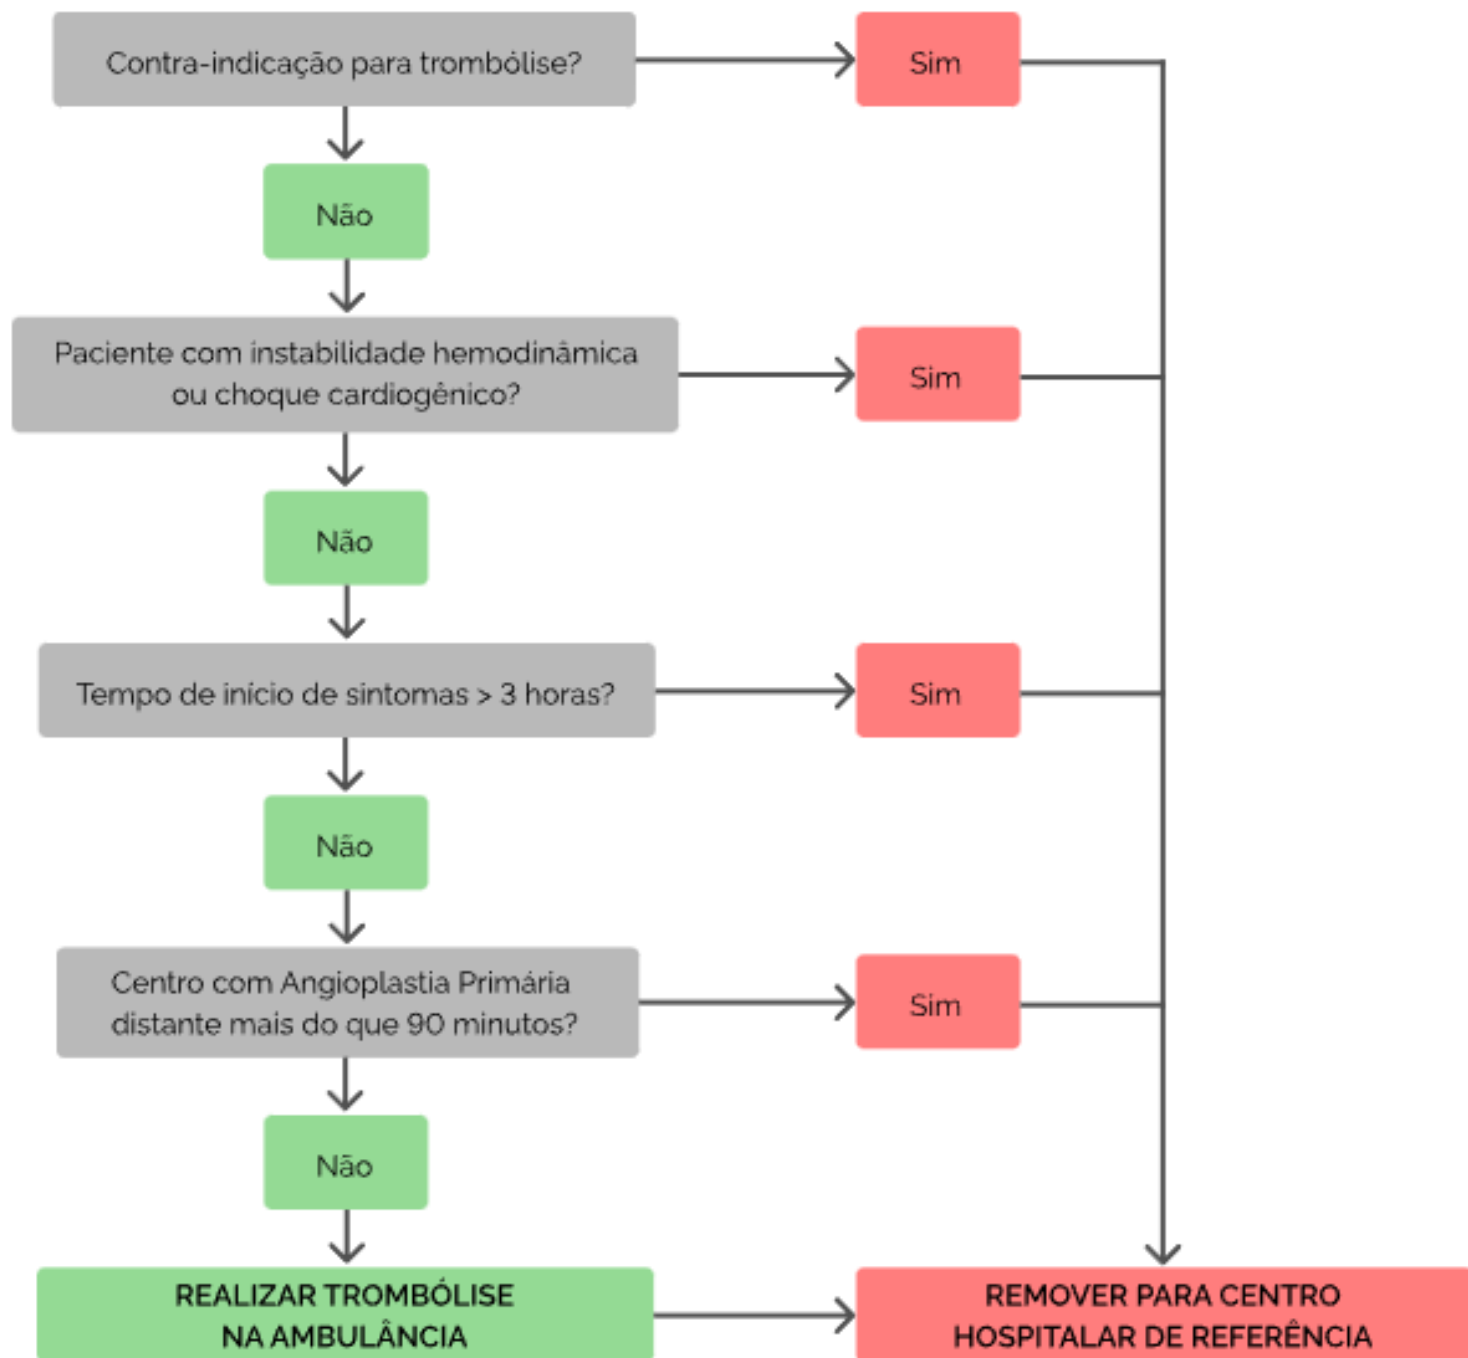 Contra-indicação para trombólise?
Sim
Não
Paciente com instabilidade hemodinâmica
ou choque cardiogênico?
Sim
Não
Tempo de início de sintomas > 3 horas?
Sim
Não
Centro com Angioplastia Primária
distante mais do que 90 minutos?
Sim
Não
REALIZAR TROMBÓLISE
NA AMBULÂNCIA
REMOVER PARA CENTRO
HOSPITALAR DE REFERÊNCIA